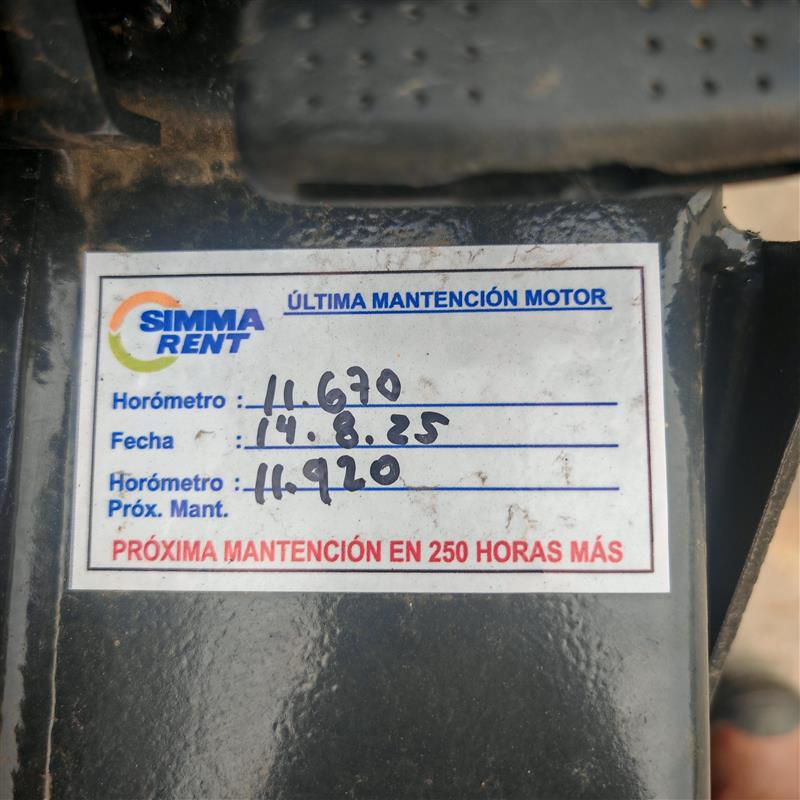 SIMMA
RENT
ÚLTIMA MANTENCIÓN MOTOR
Horómetro : 11.670
Fecha : 14.8.25
Horómetro : 11.920
Próx. Mant.
PRÓXIMA MANTENCIÓN EN 250 HORAS MÁS